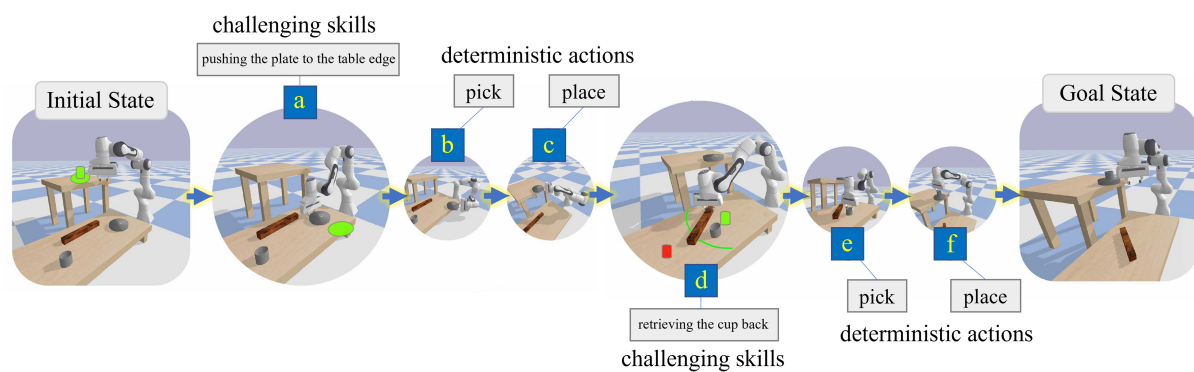 challenging skills
pushing the plate to the table edge
a
deterministic actions
pick
place
b
c
Initial State
Goal State
d
retrieving the cup back
challenging skills
e
f
pick
place
deterministic actions